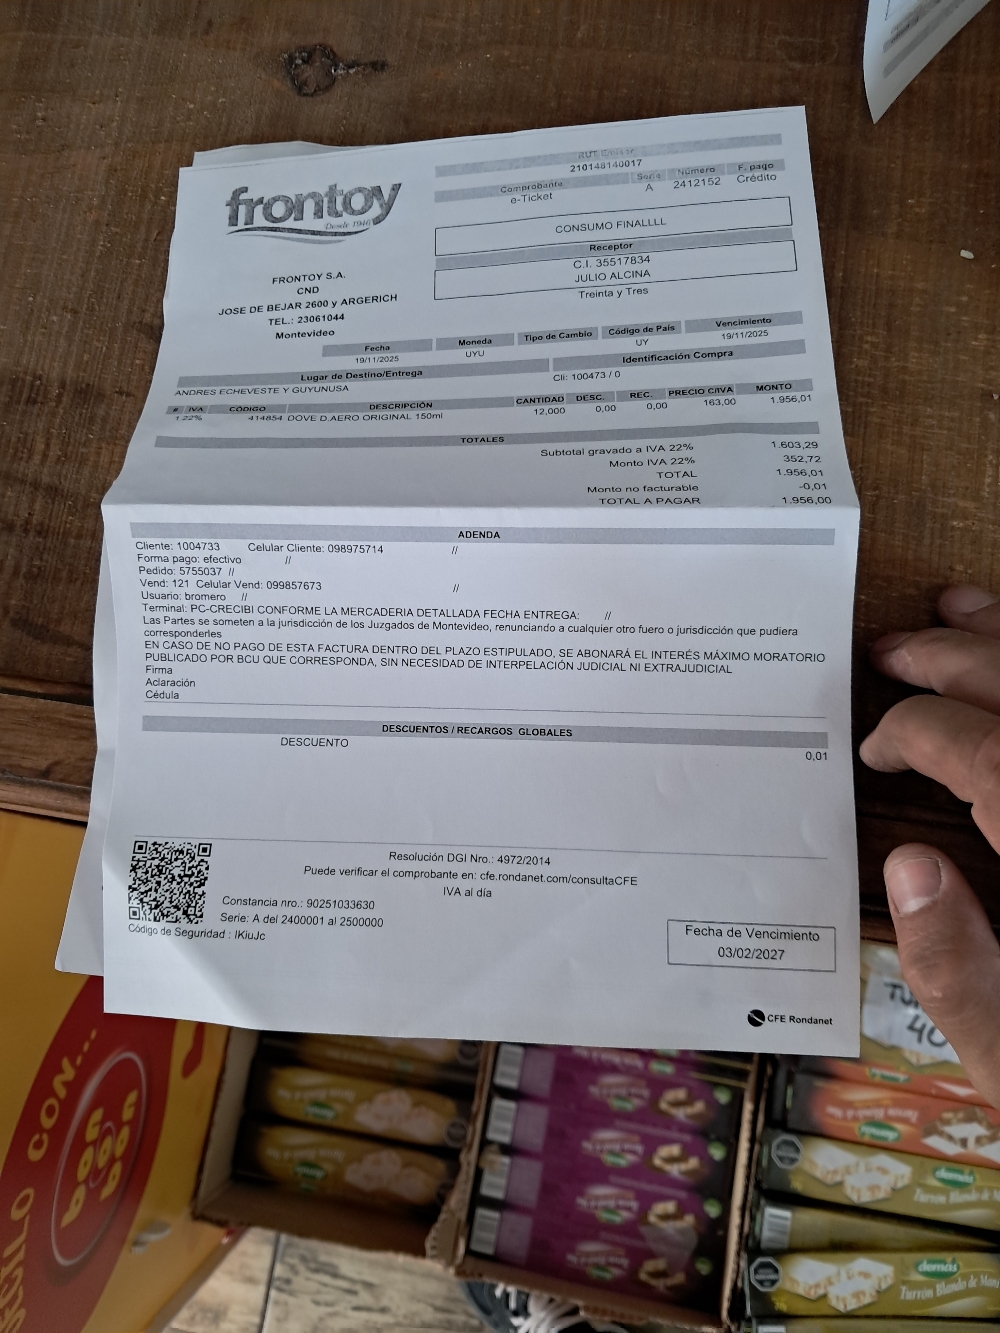 frontoy
Desde 1946
FRONTOY S.A.
CND
JOSE DE BEJAR 2600 y ARGERICH
TEL.: 23061044
Montevideo
RUT Emisor
210148140017
Comprobante Serie Número F. pago
e-Ticket A 2412152 Crédito
CONSUMO FINALLLL
Receptor
C.I. 35517834
JULIO ALCINA
Treinta y Tres
Fecha Moneda Tipo de Cambio Código de País Vencimiento
19/11/2025 UYU UY 19/11/2025
Lugar de Destino/Entrega Identificación Compra
ANDRES ECHEVESTE Y GUYUNUSA Cli: 100473 / 0
# IVA CÓDIGO DESCRIPCIÓN CANTIDAD DESC. REC. PRECIO C/IVA MONTO
1 22% 414854 DOVE D.AERO ORIGINAL 150ml 12,000 0,00 0,00 163,00 1.956,01
TOTALES
Subtotal gravado a IVA 22% 1.603,29
Monto IVA 22% 352,72
TOTAL 1.956,01
Monto no facturable -0,01
TOTAL A PAGAR 1.956,00
ADENDA
Cliente: 1004733 Celular Cliente: 098975714 //
Forma pago: efectivo //
Pedido: 5755037 //
Vend: 121 Celular Vend: 099857673 //
Usuario: bromero //
Terminal: PC-CRECIBI CONFORME LA MERCADERIA DETALLADA FECHA ENTREGA: //
Las Partes se someten a la jurisdicción de los Juzgados de Montevideo, renunciando a cualquier otro fuero o jurisdicción que pudiera
corresponderles
EN CASO DE NO PAGO DE ESTA FACTURA DENTRO DEL PLAZO ESTIPULADO, SE ABONARÁ EL INTERÉS MÁXIMO MORATORIO
PUBLICADO POR BCU QUE CORRESPONDA, SIN NECESIDAD DE INTERPELACIÓN JUDICIAL NI EXTRAJUDICIAL
Firma
Aclaración
Cédula
DESCUENTOS / RECARGOS GLOBALES
DESCUENTO 0,01
Resolución DGI Nro.: 4972/2014
Puede verificar el comprobante en: cfe.rondanet.com/consultaCFE
IVA al día
Constancia nro.: 90251033630
Serie: A del 2400001 al 2500000
Código de Seguridad : IKiuJc
Fecha de Vencimiento
03/02/2027
CFE Rondanet
CON...
bon
bon
40
damás
Turrón Blando de
damás
Turrón Blando de